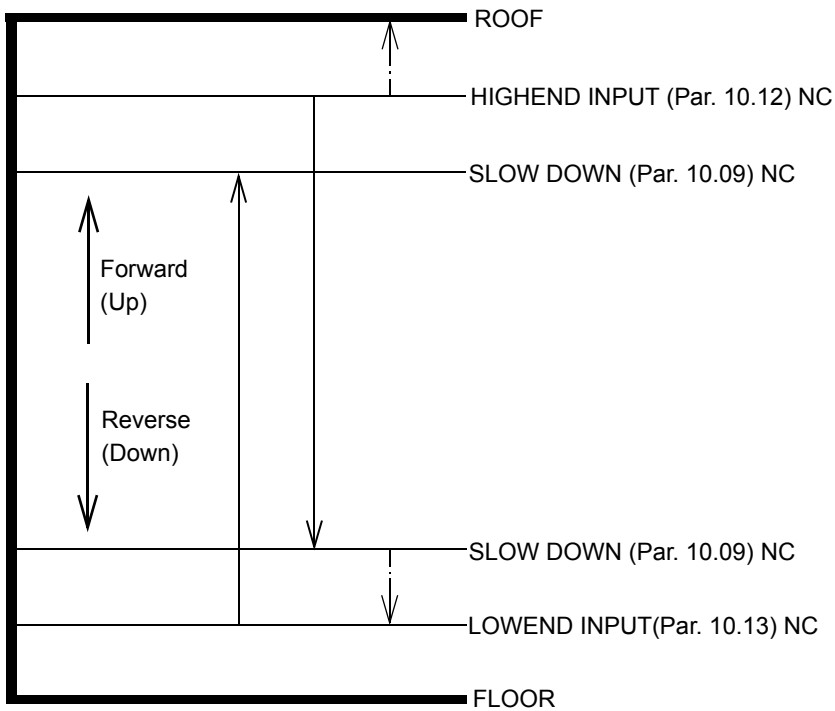 ROOF
HIGHEND INPUT (Par. 10.12) NC
SLOW DOWN (Par. 10.09) NC
Forward
(Up)
Reverse
(Down)
SLOW DOWN (Par. 10.09) NC
LOWEND INPUT(Par. 10.13) NC
FLOOR